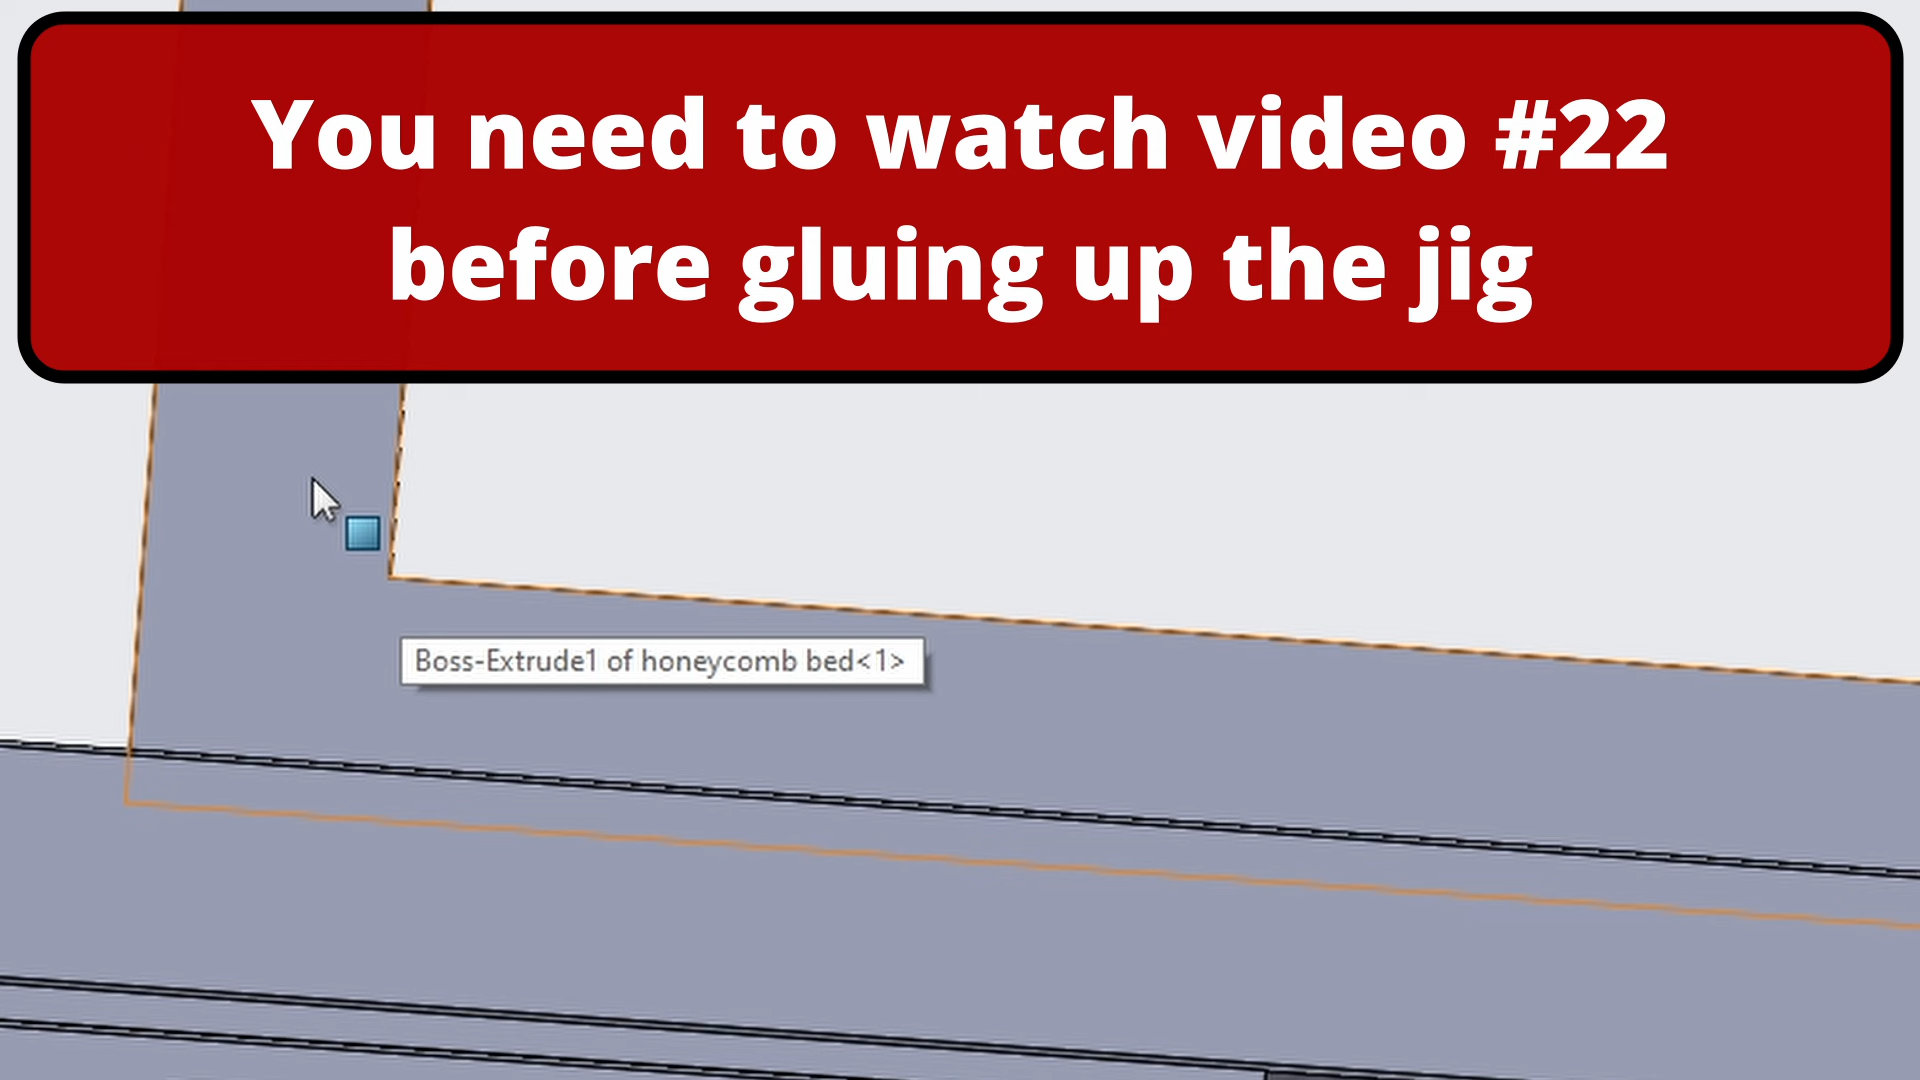 You need to watch video #22
before gluing up the jig
Boss-Extrude1 of honeycomb bed<1>